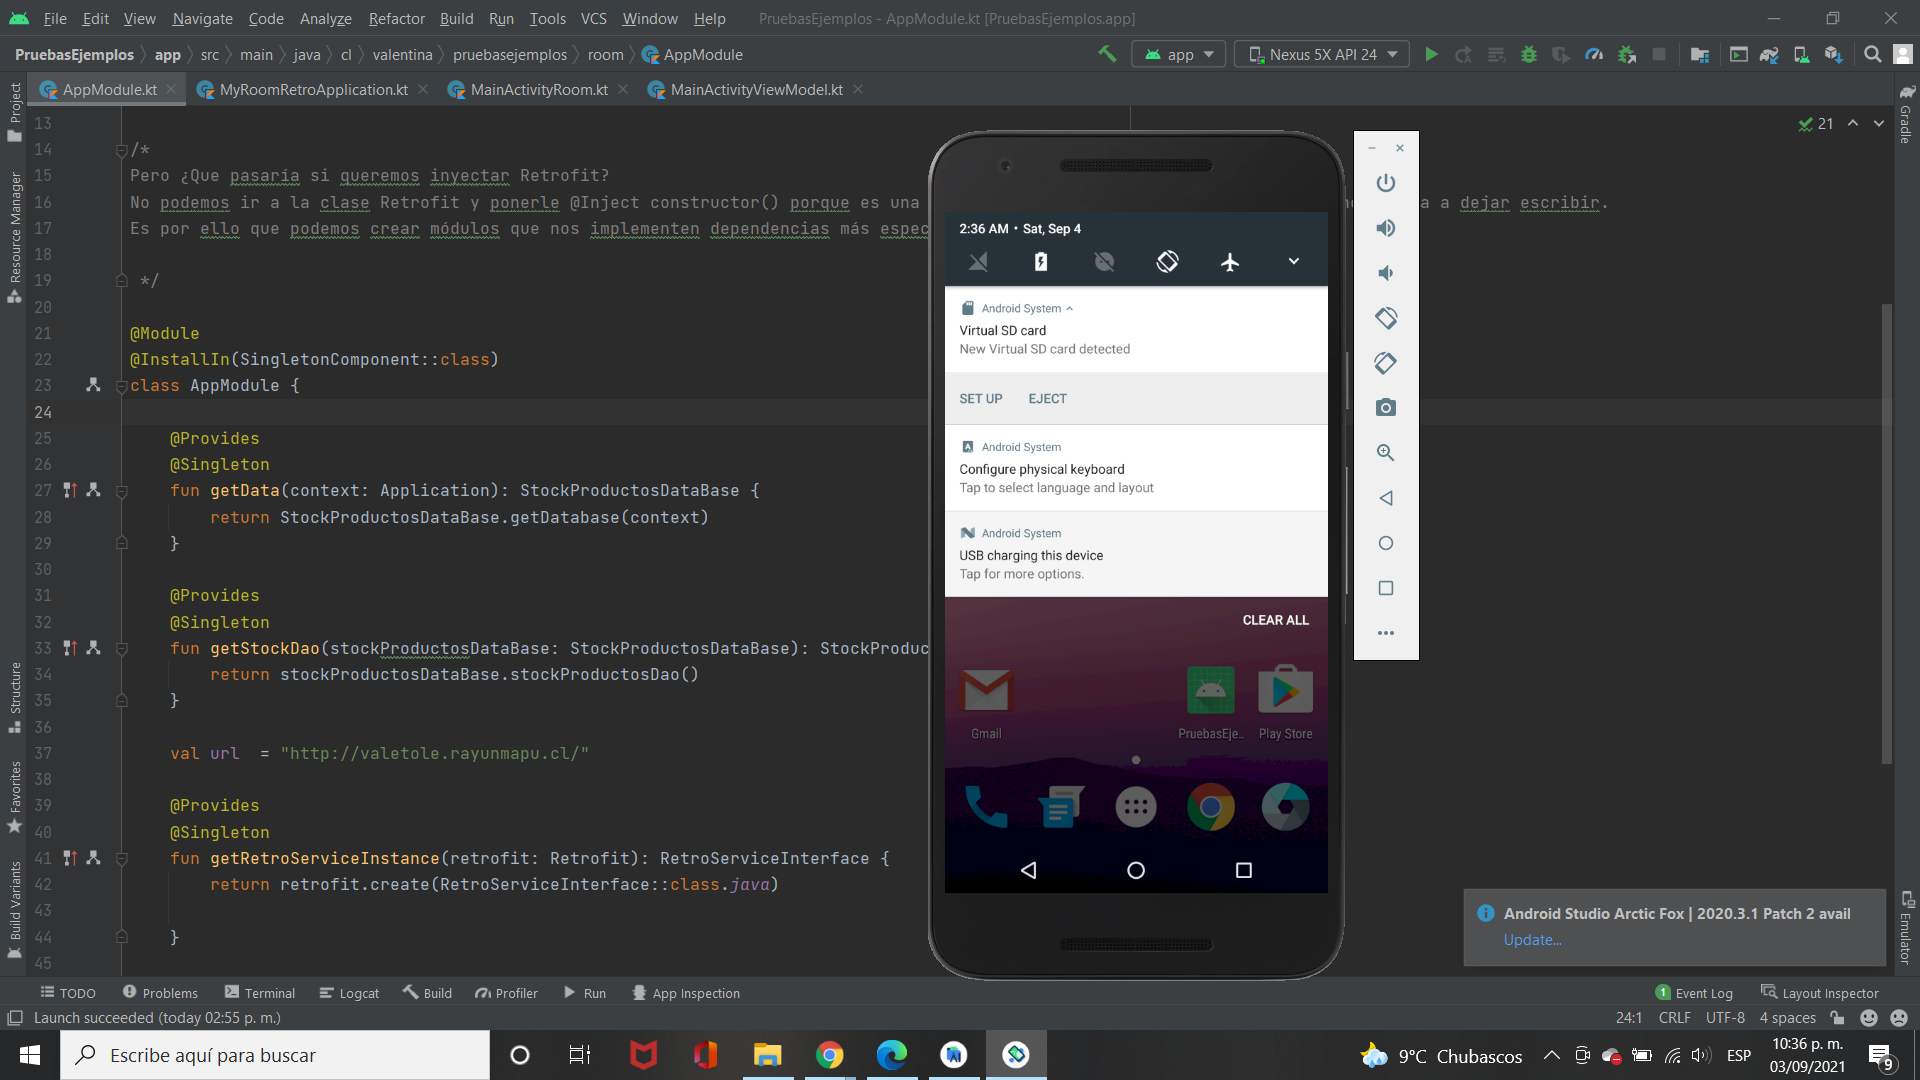 File Edit View Navigate Code Analyze Refactor Build Run Tools VCS Window Help PruebasEjemplos - AppModule.kt [PruebasEjemplos.app]
PruebasEjemplos app src main java cl valentina pruebasejemplos room AppModule app Nexus 5X API 24
AppModule.kt MyRoomRetroApplication.kt MainActivityRoom.kt MainActivityViewModel.kt
Project
Resource Manager
Structure
Favorites
Build Variants
Gradle
Emulator
21
13
14 /*
15 Pero ¿Que pasaría si queremos inyectar Retrofit?
16 No podemos ir a la clase Retrofit y ponerle @Inject constructor() porque es una a a dejar escribir.
17 Es por ello que podemos crear módulos que nos implementen dependencias más espec
18
19 */
20
21 @Module
22 @InstallIn(SingletonComponent::class)
23 class AppModule {
24
25 @Provides
26 @Singleton
27 fun getData(context: Application): StockProductosDataBase {
28 return StockProductosDataBase.getDatabase(context)
29 }
30
31 @Provides
32 @Singleton
33 fun getStockDao(stockProductosDataBase: StockProductosDataBase): StockProduc
34 return stockProductosDataBase.stockProductosDao()
35 }
36
37 val url = "http://valetole.rayunmapu.cl/"
38
39 @Provides
40 @Singleton
41 fun getRetroServiceInstance(retrofit: Retrofit): RetroServiceInterface {
42 return retrofit.create(RetroServiceInterface::class.java)
43
44 }
45
2:36 AM • Sat, Sep 4
Android System
Virtual SD card
New Virtual SD card detected
SET UP EJECT
Android System
Configure physical keyboard
Tap to select language and layout
Android System
USB charging this device
Tap for more options.
CLEAR ALL
Gmail PruebasEje.. Play Store
Android Studio Arctic Fox | 2020.3.1 Patch 2 avail
Update...
TODO Problems Terminal Logcat Build Profiler Run App Inspection 1 Event Log Layout Inspector
Launch succeeded (today 02:55 p. m.) 24:1 CRLF UTF-8 4 spaces
Escribe aquí para buscar 9°C Chubascos ESP 10:36 p. m.
03/09/2021 9